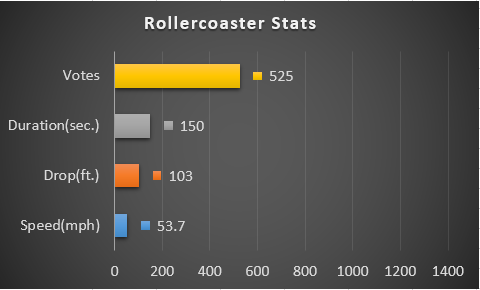 Rollercoaster Stats
Votes 525
Duration(sec.) 150
Drop(ft.) 103
Speed(mph) 53.7
0 200 400 600 800 1000 1200 1400